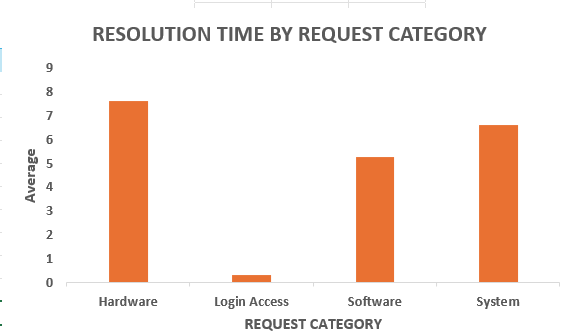 RESOLUTION TIME BY REQUEST CATEGORY
9
8
7
6
5
4
3
2
1
0
Average
Hardware Login Access Software System
REQUEST CATEGORY